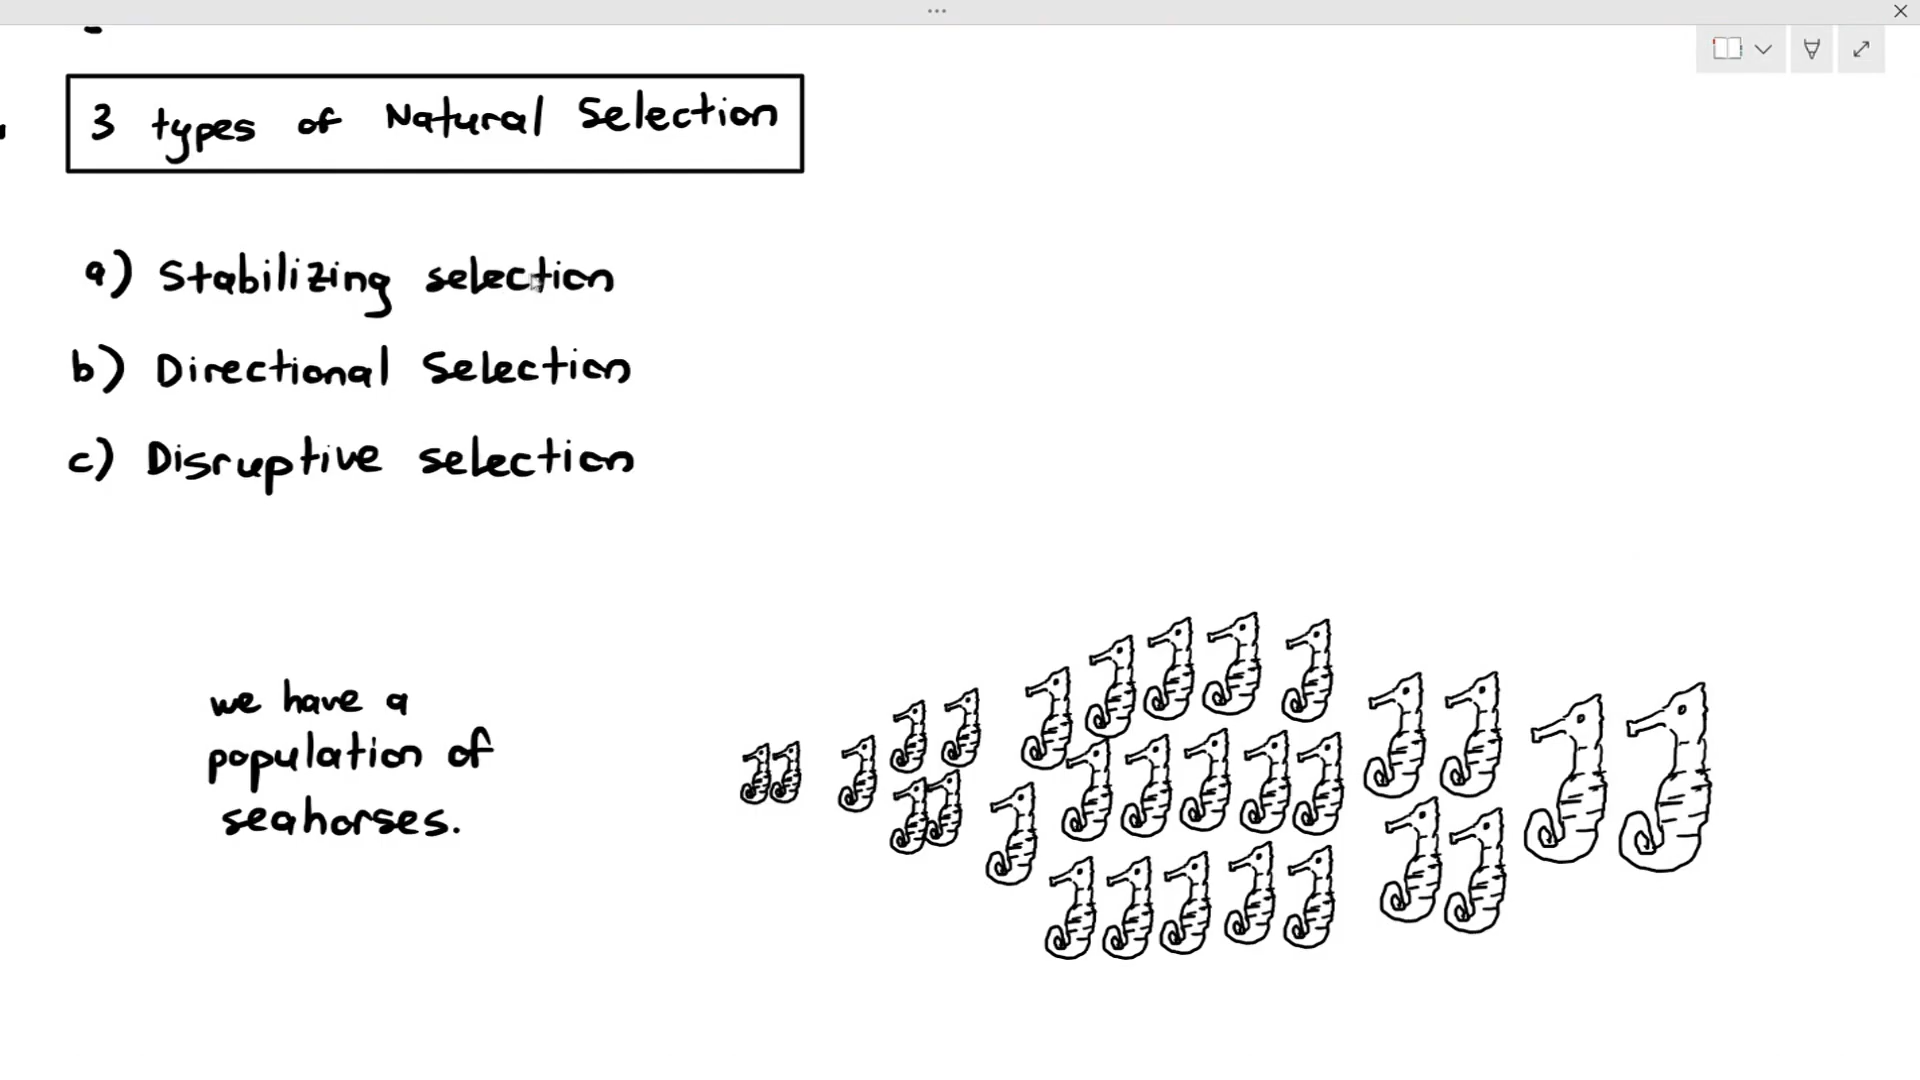 3 types of Natural Selection
a) Stabilizing selection
b) Directional Selection
c) Disruptive selection
we have a
population of
seahorses.